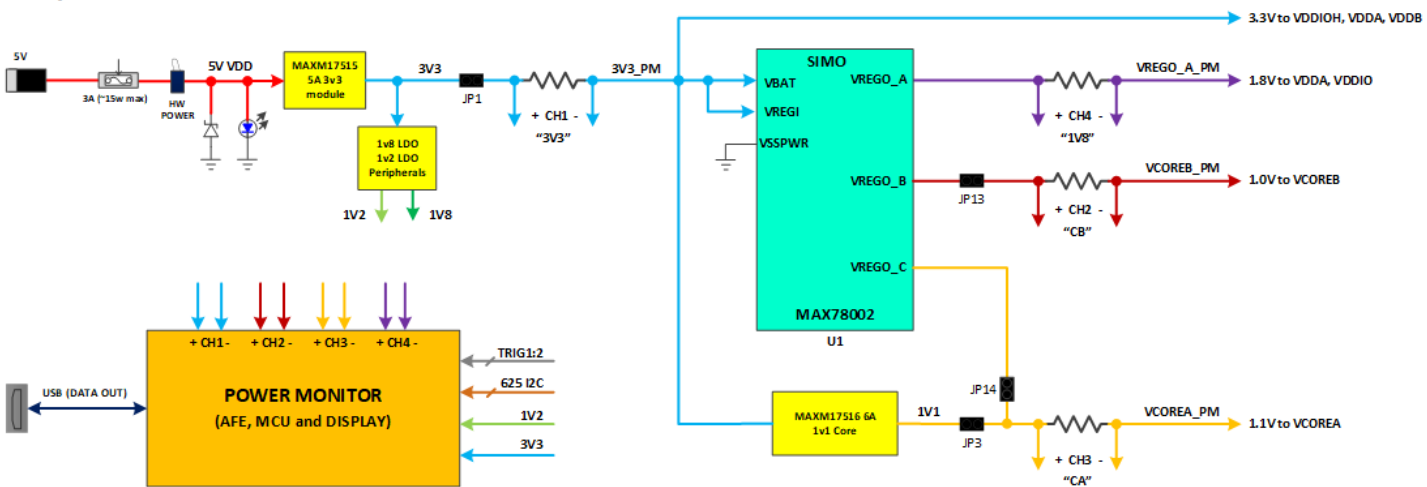 5V
3A (~15w max)
HW
POWER
5V VDD
MAXM17515
5A 3v3
module
3V3
JP1
+ CH1 -
“3V3”
3V3_PM
1v8 LDO
1v2 LDO
Peripherals
1V2
1V8
SIMO
VBAT
VREGI
VSSPWR
VREGO_A
VREGO_B
VREGO_C
MAX78002
U1
3.3V to VDDIOH, VDDA, VDDB
VREGO_A_PM
1.8V to VDDA, VDDIO
+ CH4 -
“1V8”
JP13
VCOREB_PM
1.0V to VCOREB
+ CH2 -
“CB”
JP14
MAXM17516 6A
1v1 Core
1V1
JP3
VCOREA_PM
1.1V to VCOREA
+ CH3 -
“CA”
+ CH1 - + CH2 - + CH3 - + CH4 -
POWER MONITOR
(AFE, MCU and DISPLAY)
USB (DATA OUT)
TRIG1:2
625 I2C
1V2
3V3